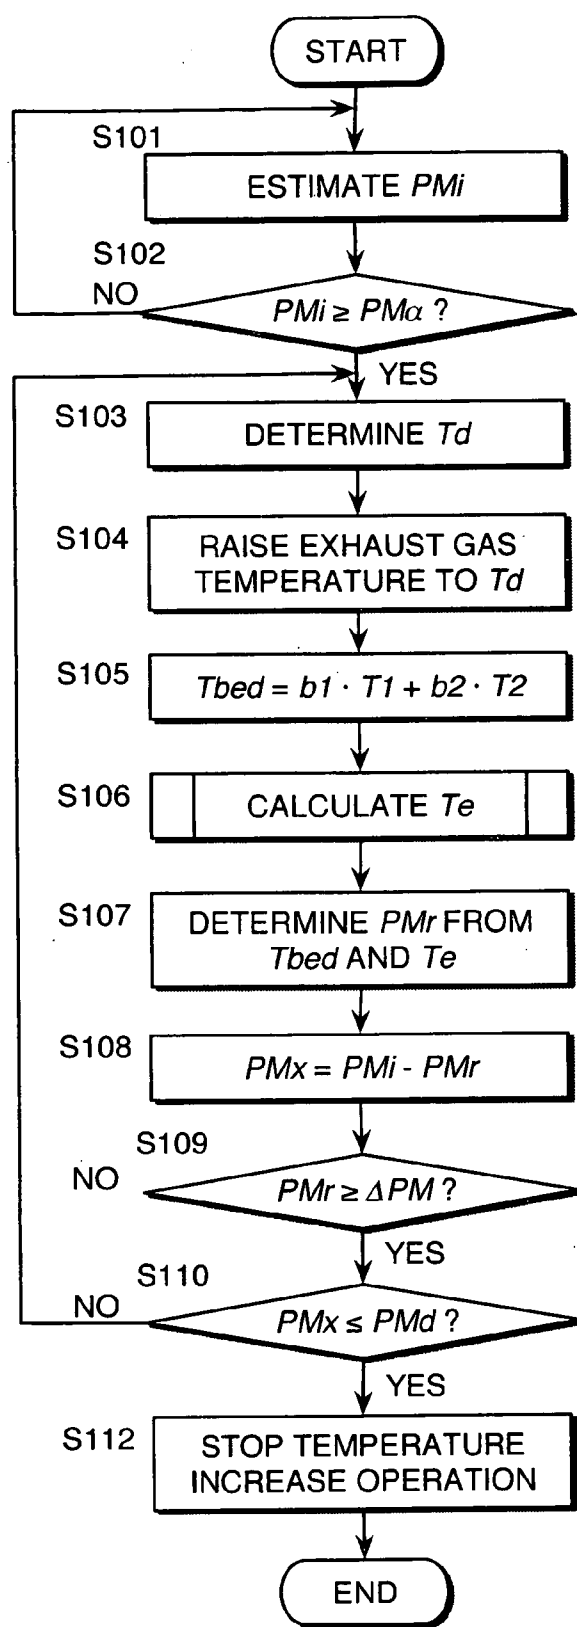 START
S101
ESTIMATE PMi
S102
NO
PMi ≥ PMα ?
YES
S103
DETERMINE Td
S104
RAISE EXHAUST GAS
TEMPERATURE TO Td
S105
Tbed = b1 · T1 + b2 · T2
S106
CALCULATE Te
S107
DETERMINE PMr FROM
Tbed AND Te
S108
PMx = PMi - PMr
S109
NO
PMr ≥ ΔPM ?
YES
S110
NO
PMx ≤ PMd ?
YES
S112
STOP TEMPERATURE
INCREASE OPERATION
END